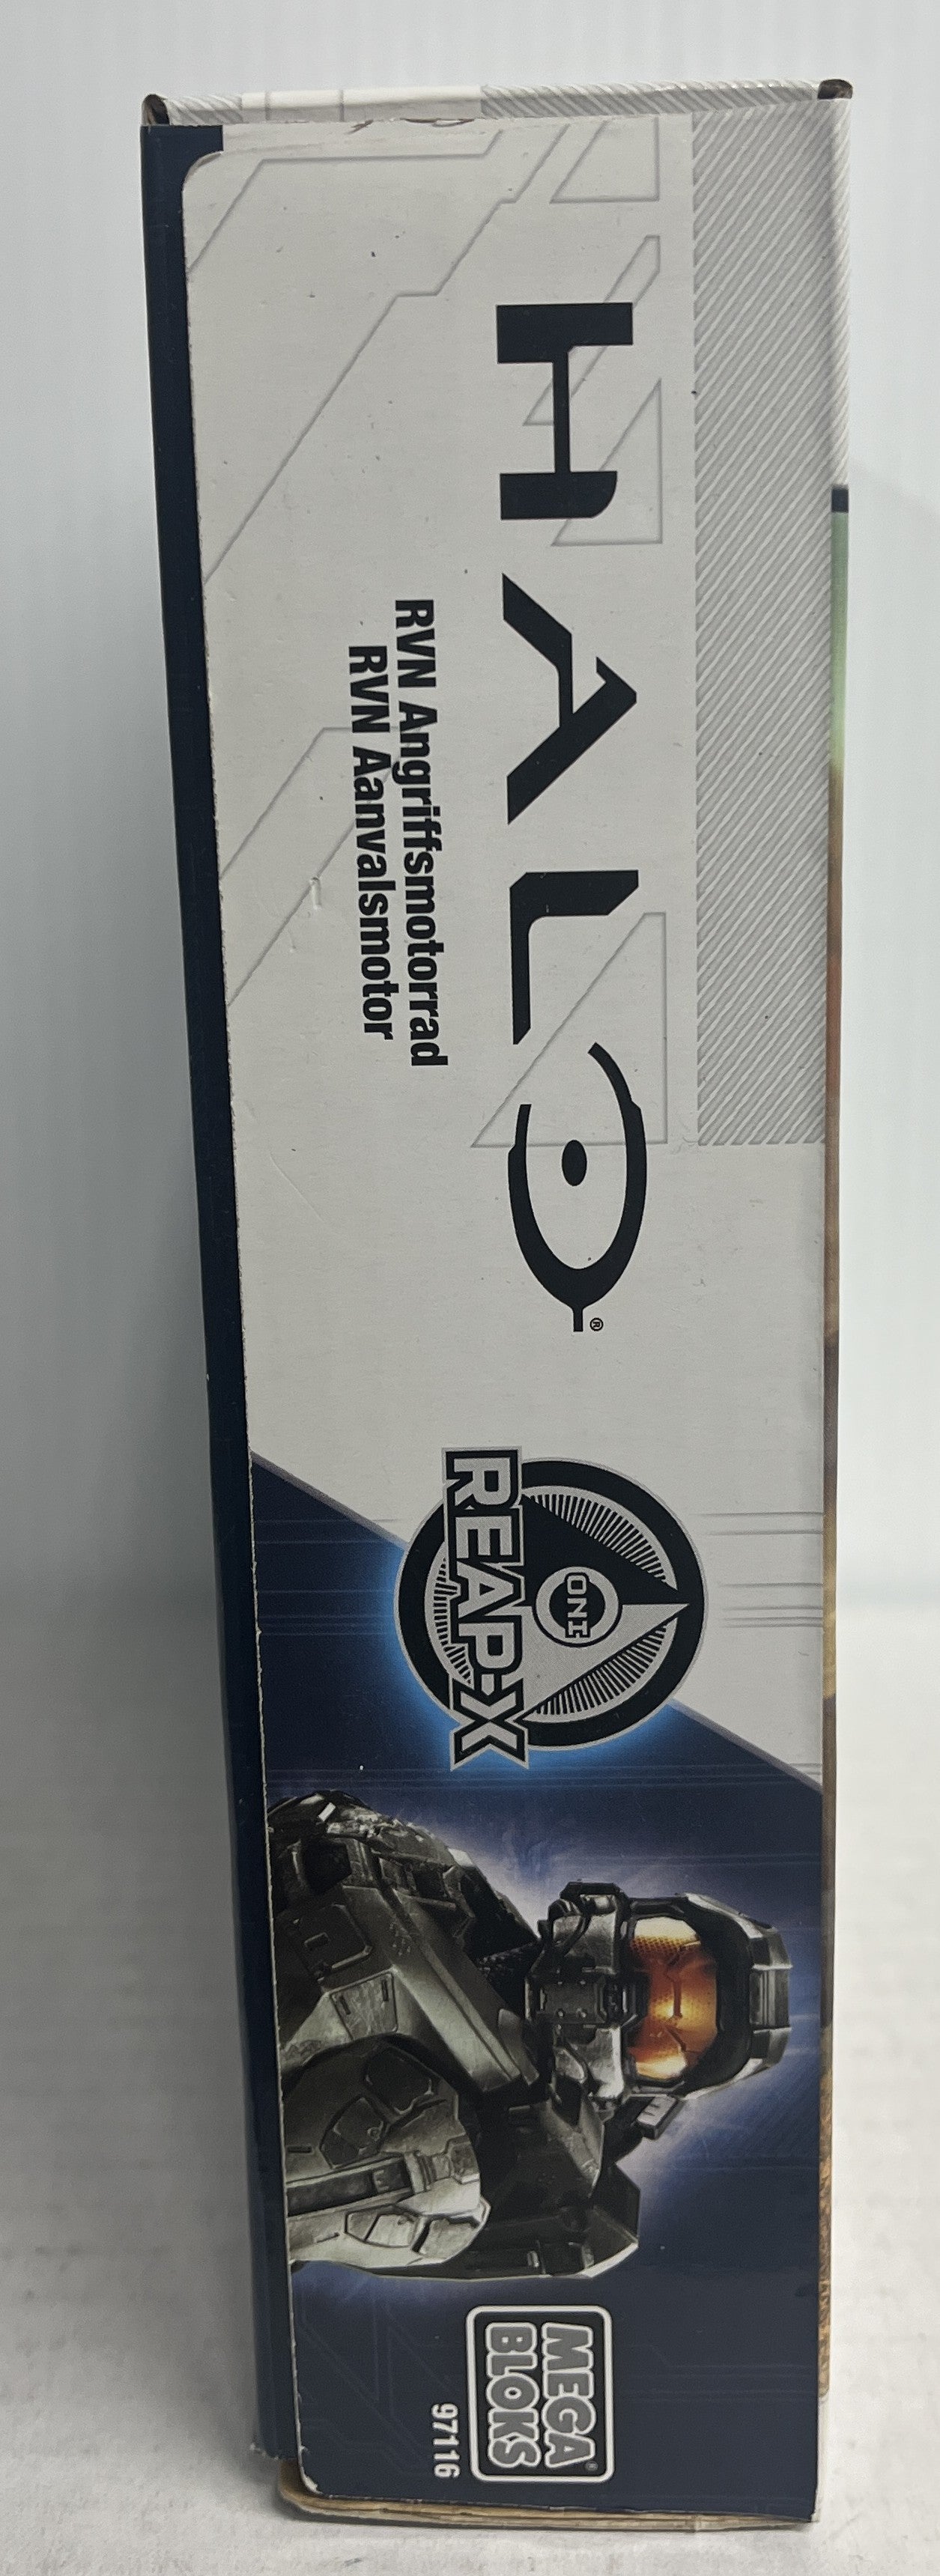 HALO®
RVN Angriffsmotorrad
RVN Aanvalsmotor
ONI
REAP-X
MEGA
BLOKS®
97116